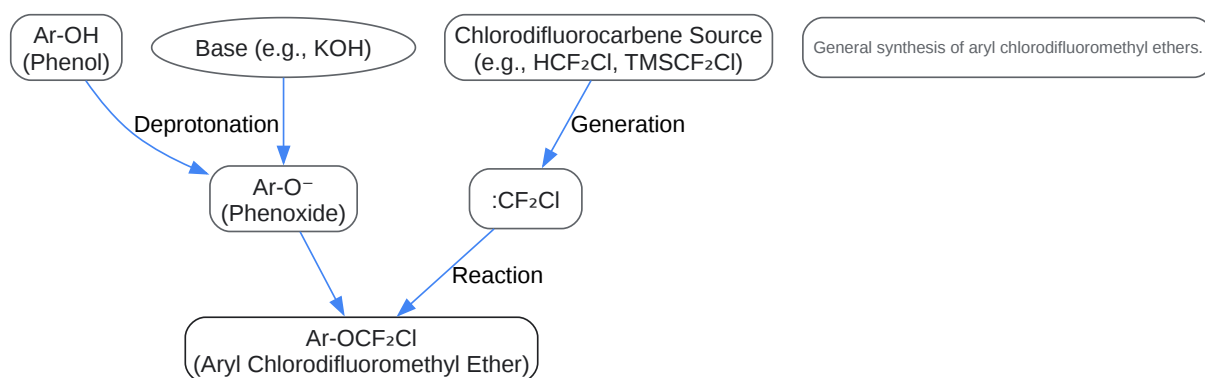 Ar-OH
(Phenol)
Base (e.g., KOH)
Chlorodifluorocarbene Source
(e.g., HCF₂Cl, TMSCF₂Cl)
General synthesis of aryl chlorodifluoromethyl ethers.
Deprotonation
Generation
Ar-O⁻
(Phenoxide)
:CF₂Cl
Reaction
Ar-OCF₂Cl
(Aryl Chlorodifluoromethyl Ether)